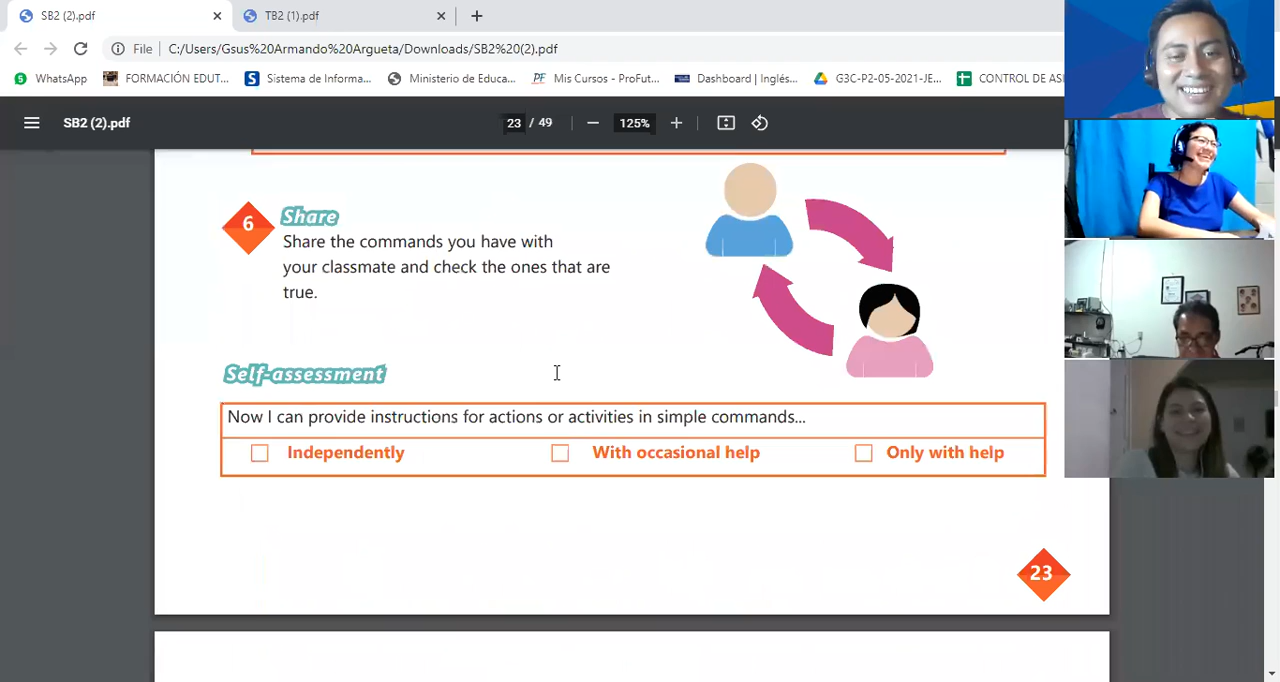 SB2 (2).pdf
TB2 (1).pdf
File
C:/Users/Gsus%20Armando%20Argueta/Downloads/SB2%20(2).pdf
WhatsApp
FORMACIÓN EDUT...
Sistema de Informa...
Ministerio de Educa...
PF
Mis Cursos - ProFut...
Dashboard | Inglés...
G3C-P2-05-2021-JE...
CONTROL DE ASI
SB2 (2).pdf
23 / 49
125%
6
Share
Share the commands you have with
your classmate and check the ones that are
true.
Self-assessment
Now I can provide instructions for actions or activities in simple commands...
Independently
With occasional help
Only with help
23